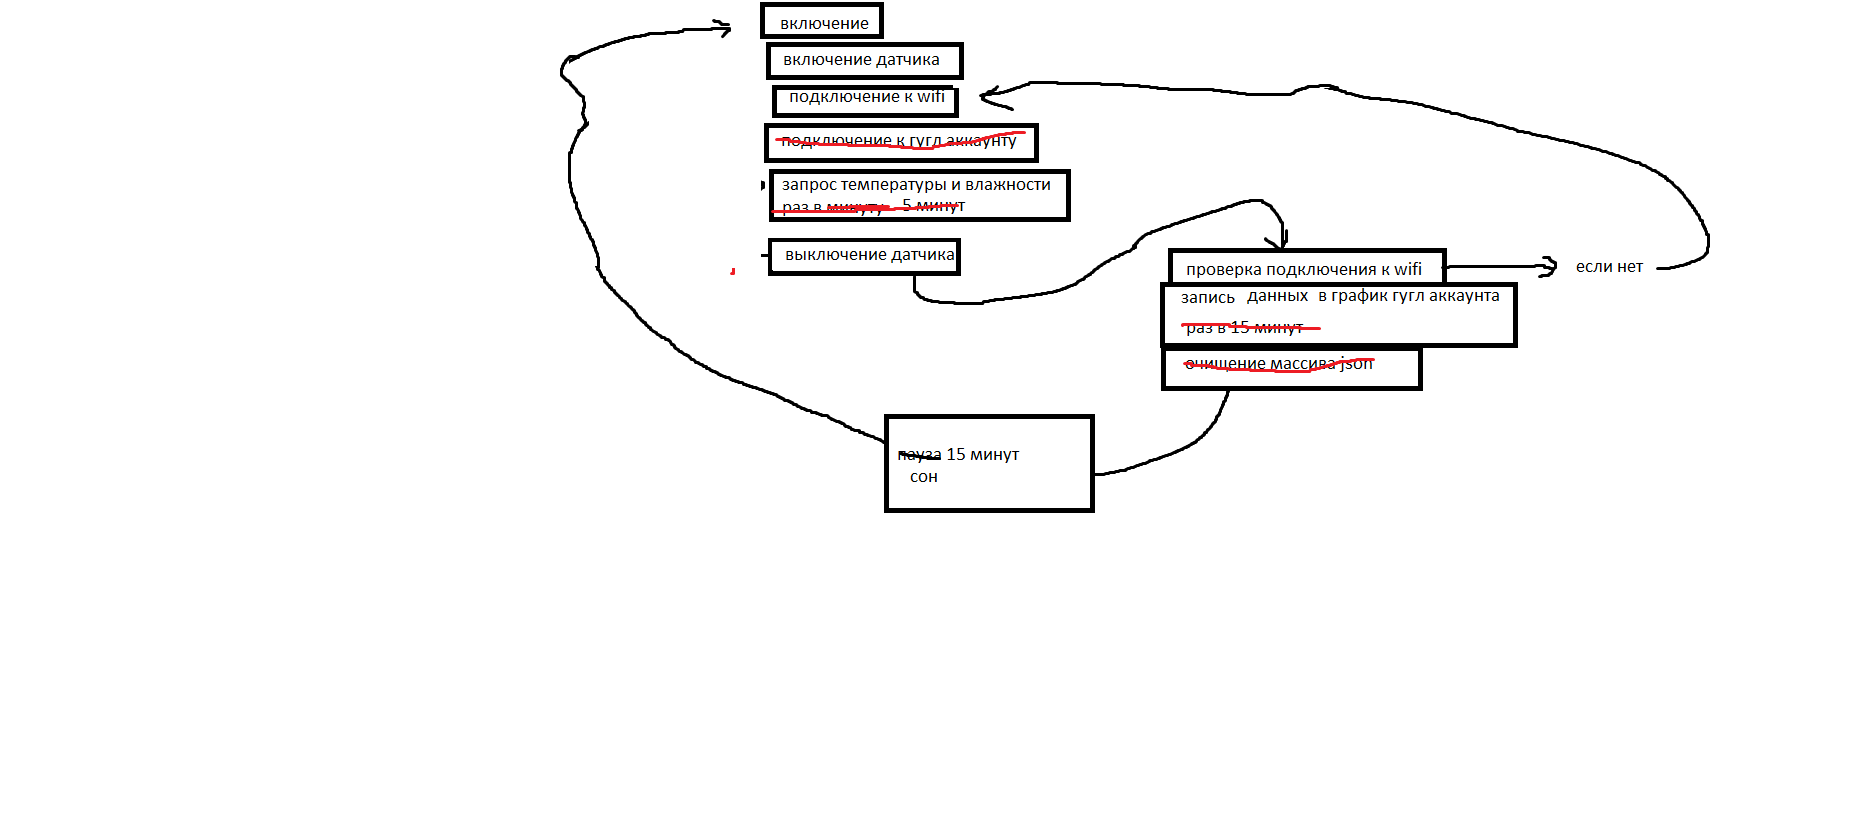 включение
включение датчика
подключение к wifi
подключение к гугл аккаунту
запрос температуры и влажности
раз в минуту 5 минут
выключение датчика
проверка подключения к wifi
если нет
запись данных в график гугл аккаунта
раз в 15 минут
очищение массива json
пауза 15 минут
сон